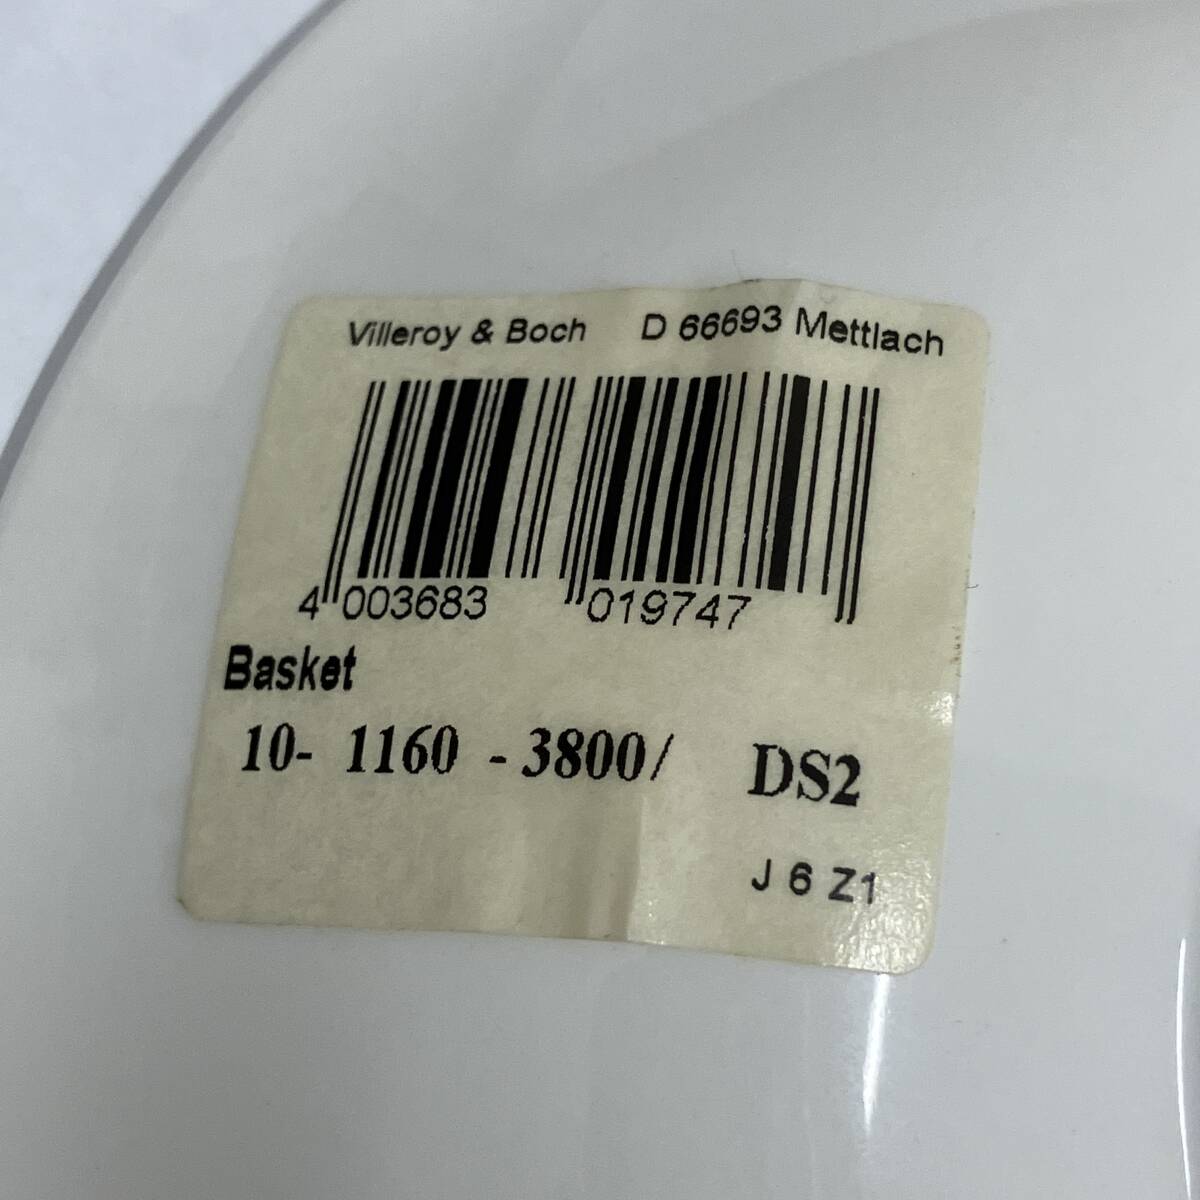 Villeroy & Boch D 66693 Mettlach
4 003683 019747
Basket
10- 1160 - 3800/ DS2
J 6 Z1